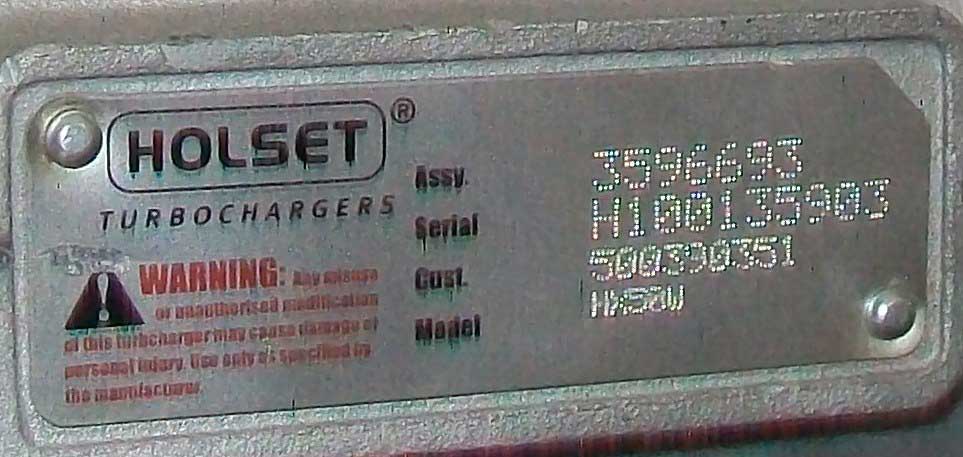 HOLSET®
TURBOCHARGERS
WARNING: Any misuse
or unauthorised modification
of this turbocharger may cause damage or
personal injury. Use only as specified by
the manufacturer.
Assy. 3596693
Serial H100135903
Cust. 500390351
Model HX50W